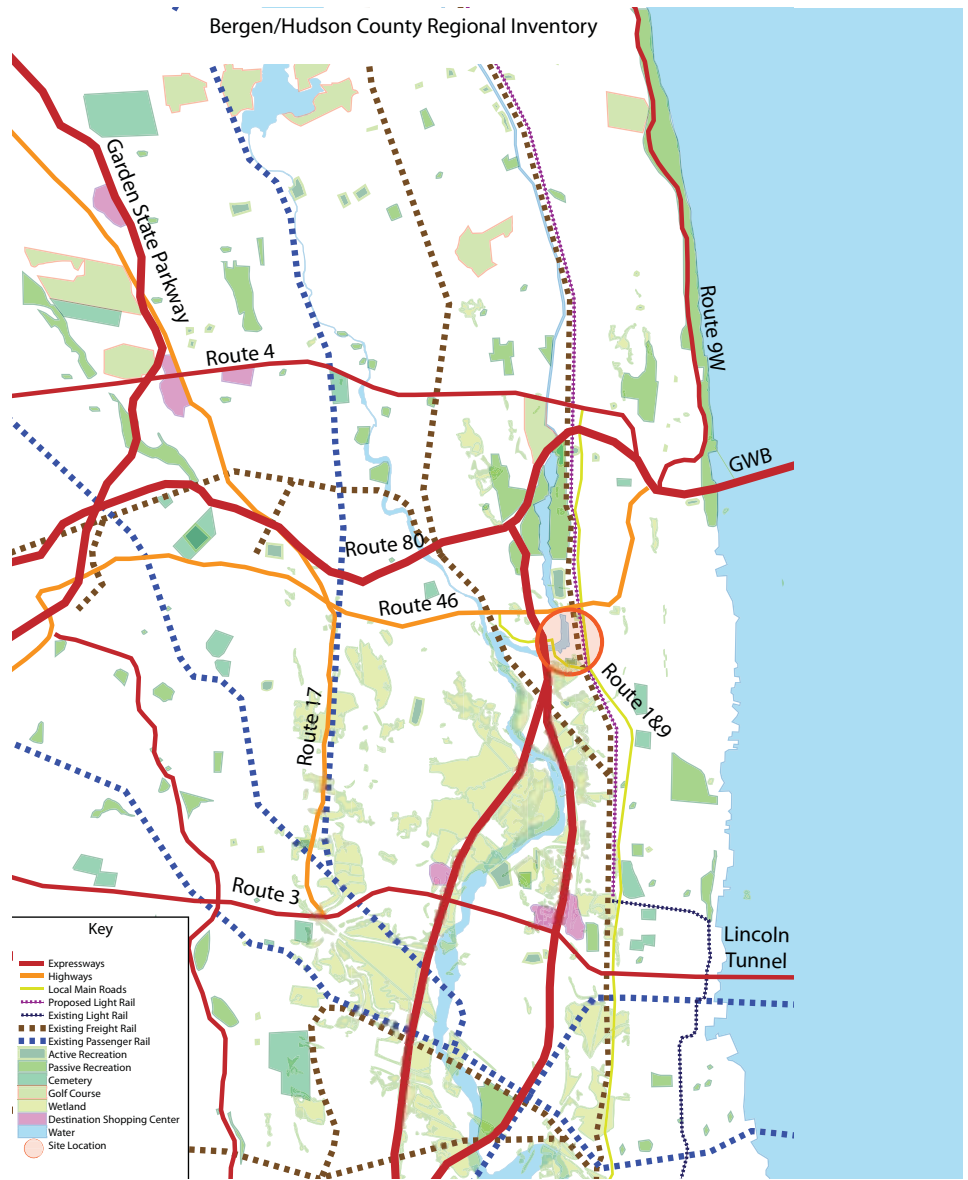 Bergen/Hudson County Regional Inventory
Garden State Parkway
Route 9W
Route 4
GWB
Route 80
Route 46
Route 1&9
Route 17
Route 3
Lincoln
Tunnel
Key
Expressways
Highways
Local Main Roads
Proposed Light Rail
Existing Light Rail
Existing Freight Rail
Existing Passenger Rail
Active Recreation
Passive Recreation
Cemetery
Golf Course
Wetland
Destination Shopping Center
Water
Site Location